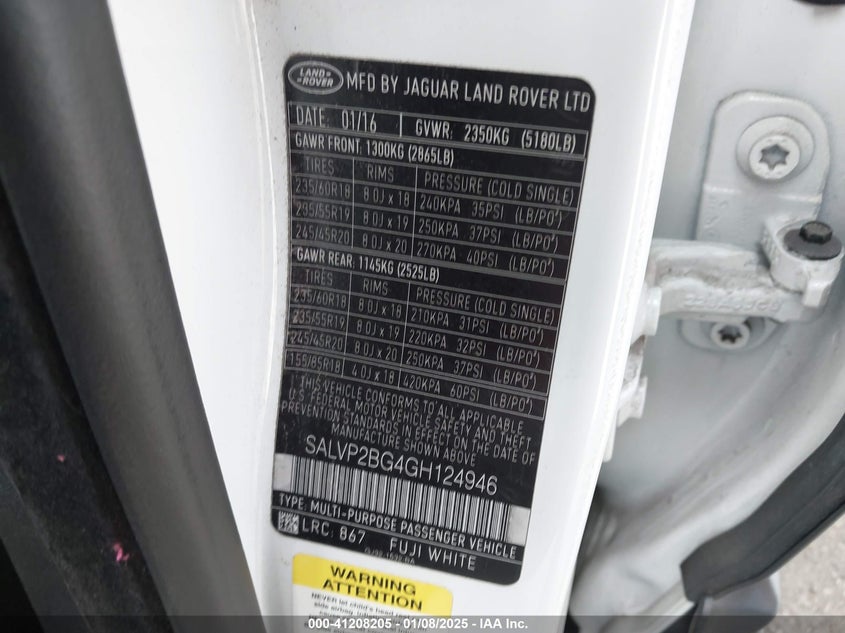 LAND ROVER
MFD BY JAGUAR LAND ROVER LTD
DATE: 01/16 GVWR: 2350KG (5180LB)
GAWR FRONT: 1300KG (2865LB)
TIRES RIMS PRESSURE (COLD SINGLE)
235/60R18 8.0J x 18 240KPA 35PSI (LB/PO²)
235/55R19 8.0J x 19 250KPA 37PSI (LB/PO²)
245/45R20 8.0J x 20 270KPA 40PSI (LB/PO²)
GAWR REAR: 1145KG (2525LB)
TIRES RIMS PRESSURE (COLD SINGLE)
235/60R18 8.0J x 18 210KPA 31PSI (LB/PO²)
235/55R19 8.0J x 19 220KPA 32PSI (LB/PO²)
245/45R20 8.0J x 20 250KPA 37PSI (LB/PO²)
155/85R18 4.0J x 18 420KPA 60PSI (LB/PO²)
THIS VEHICLE CONFORMS TO ALL APPLICABLE
U.S. FEDERAL MOTOR VEHICLE SAFETY AND THEFT
PREVENTION STANDARDS IN EFFECT ON THE DATE OF
MANUFACTURE SHOWN ABOVE
SALVP2BG4GH124946
TYPE: MULTI-PURPOSE PASSENGER VEHICLE
LRC: 867 FUJI WHITE
WARNING
ATTENTION
NEVER let child's head
side airbag.
000-41208205 — 01/08/2025 — IAA Inc.